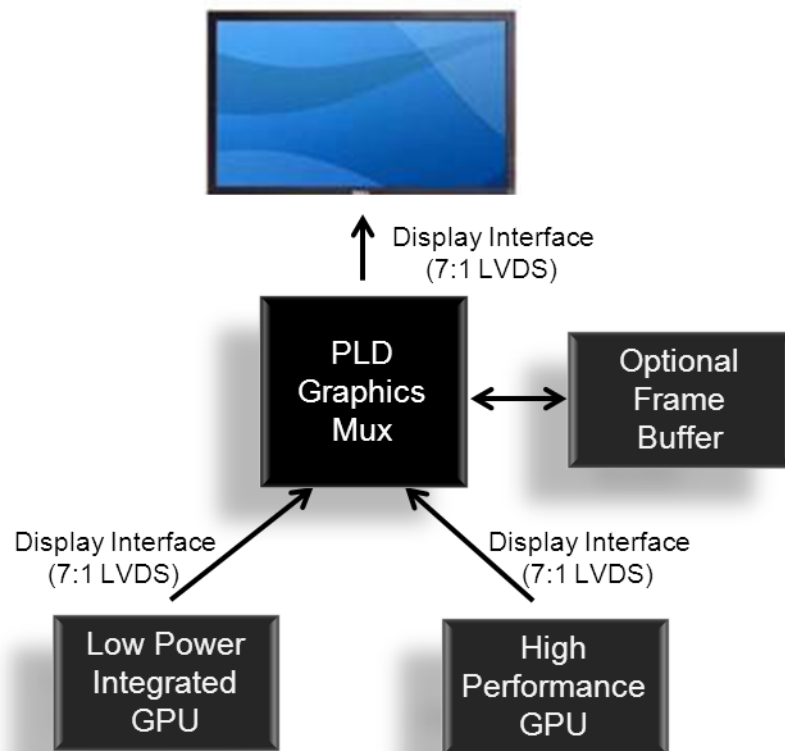 Display Interface
(7:1 LVDS)
PLD
Graphics
Mux
Optional
Frame
Buffer
Display Interface
(7:1 LVDS)
Display Interface
(7:1 LVDS)
Low Power
Integrated
GPU
High
Performance
GPU